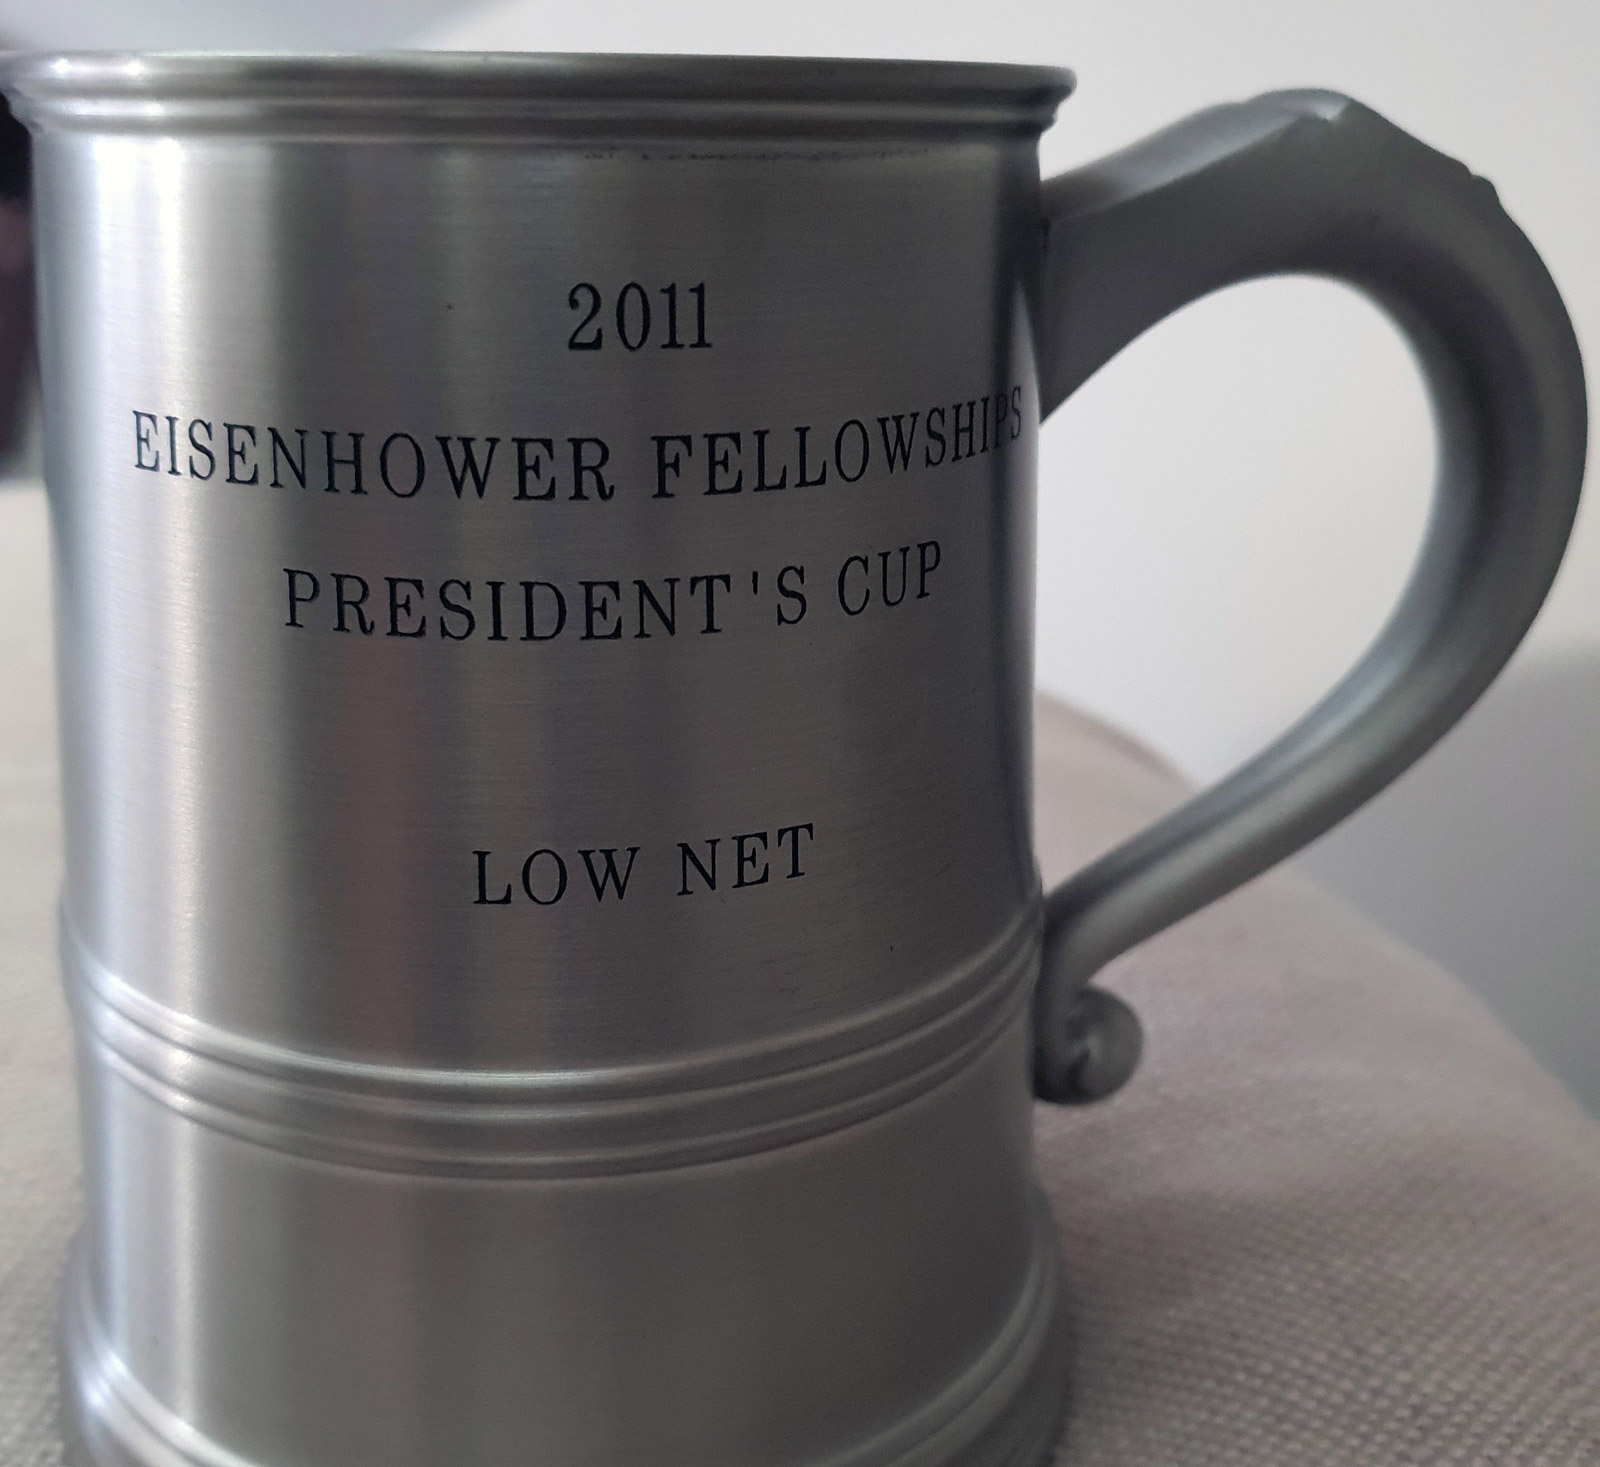 2011
EISENHOWER FELLOWSHIPS
PRESIDENT'S CUP
LOW NET